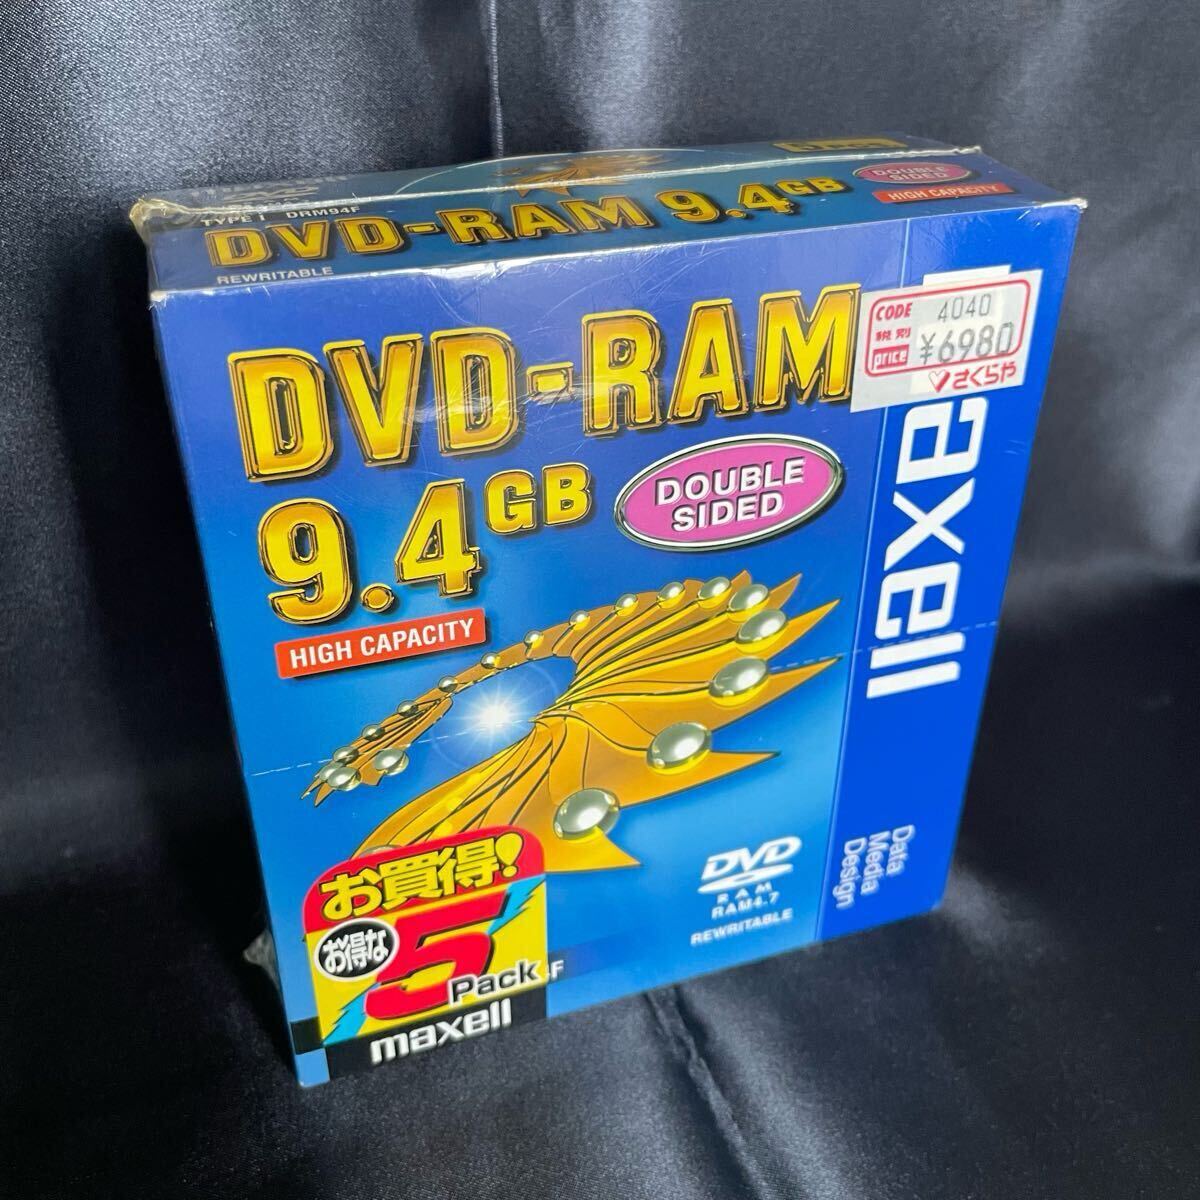 TYPE 1 DRM94F
DVD-RAM 9.4GB
DOUBLE
SIDED
HIGH CAPACITY
REWRITABLE
DVD-RAM
9.4GB
HIGH CAPACITY
DOUBLE
SIDED
CODE 4040
税別
price ¥6980
さくらや
axell
Data
Media
Design
DVD
RAM
RAM4.7
REWRITABLE
お買得!
お得な
5
Pack
F
maxell